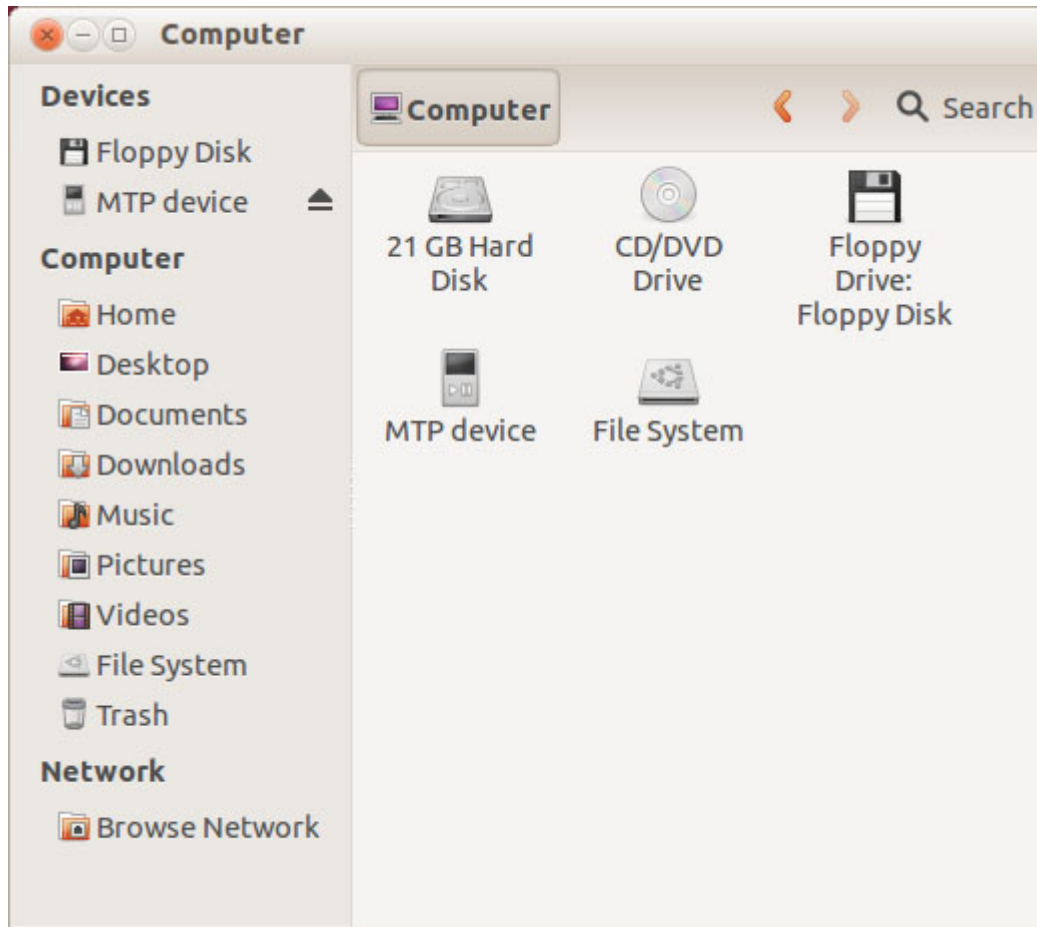 Computer
Devices
Floppy Disk
MTP device
Computer
Home
Desktop
Documents
Downloads
Music
Pictures
Videos
File System
Trash
Network
Browse Network
Computer
Search
21 GB Hard
Disk
CD/DVD
Drive
Floppy
Drive:
Floppy Disk
MTP device
File System